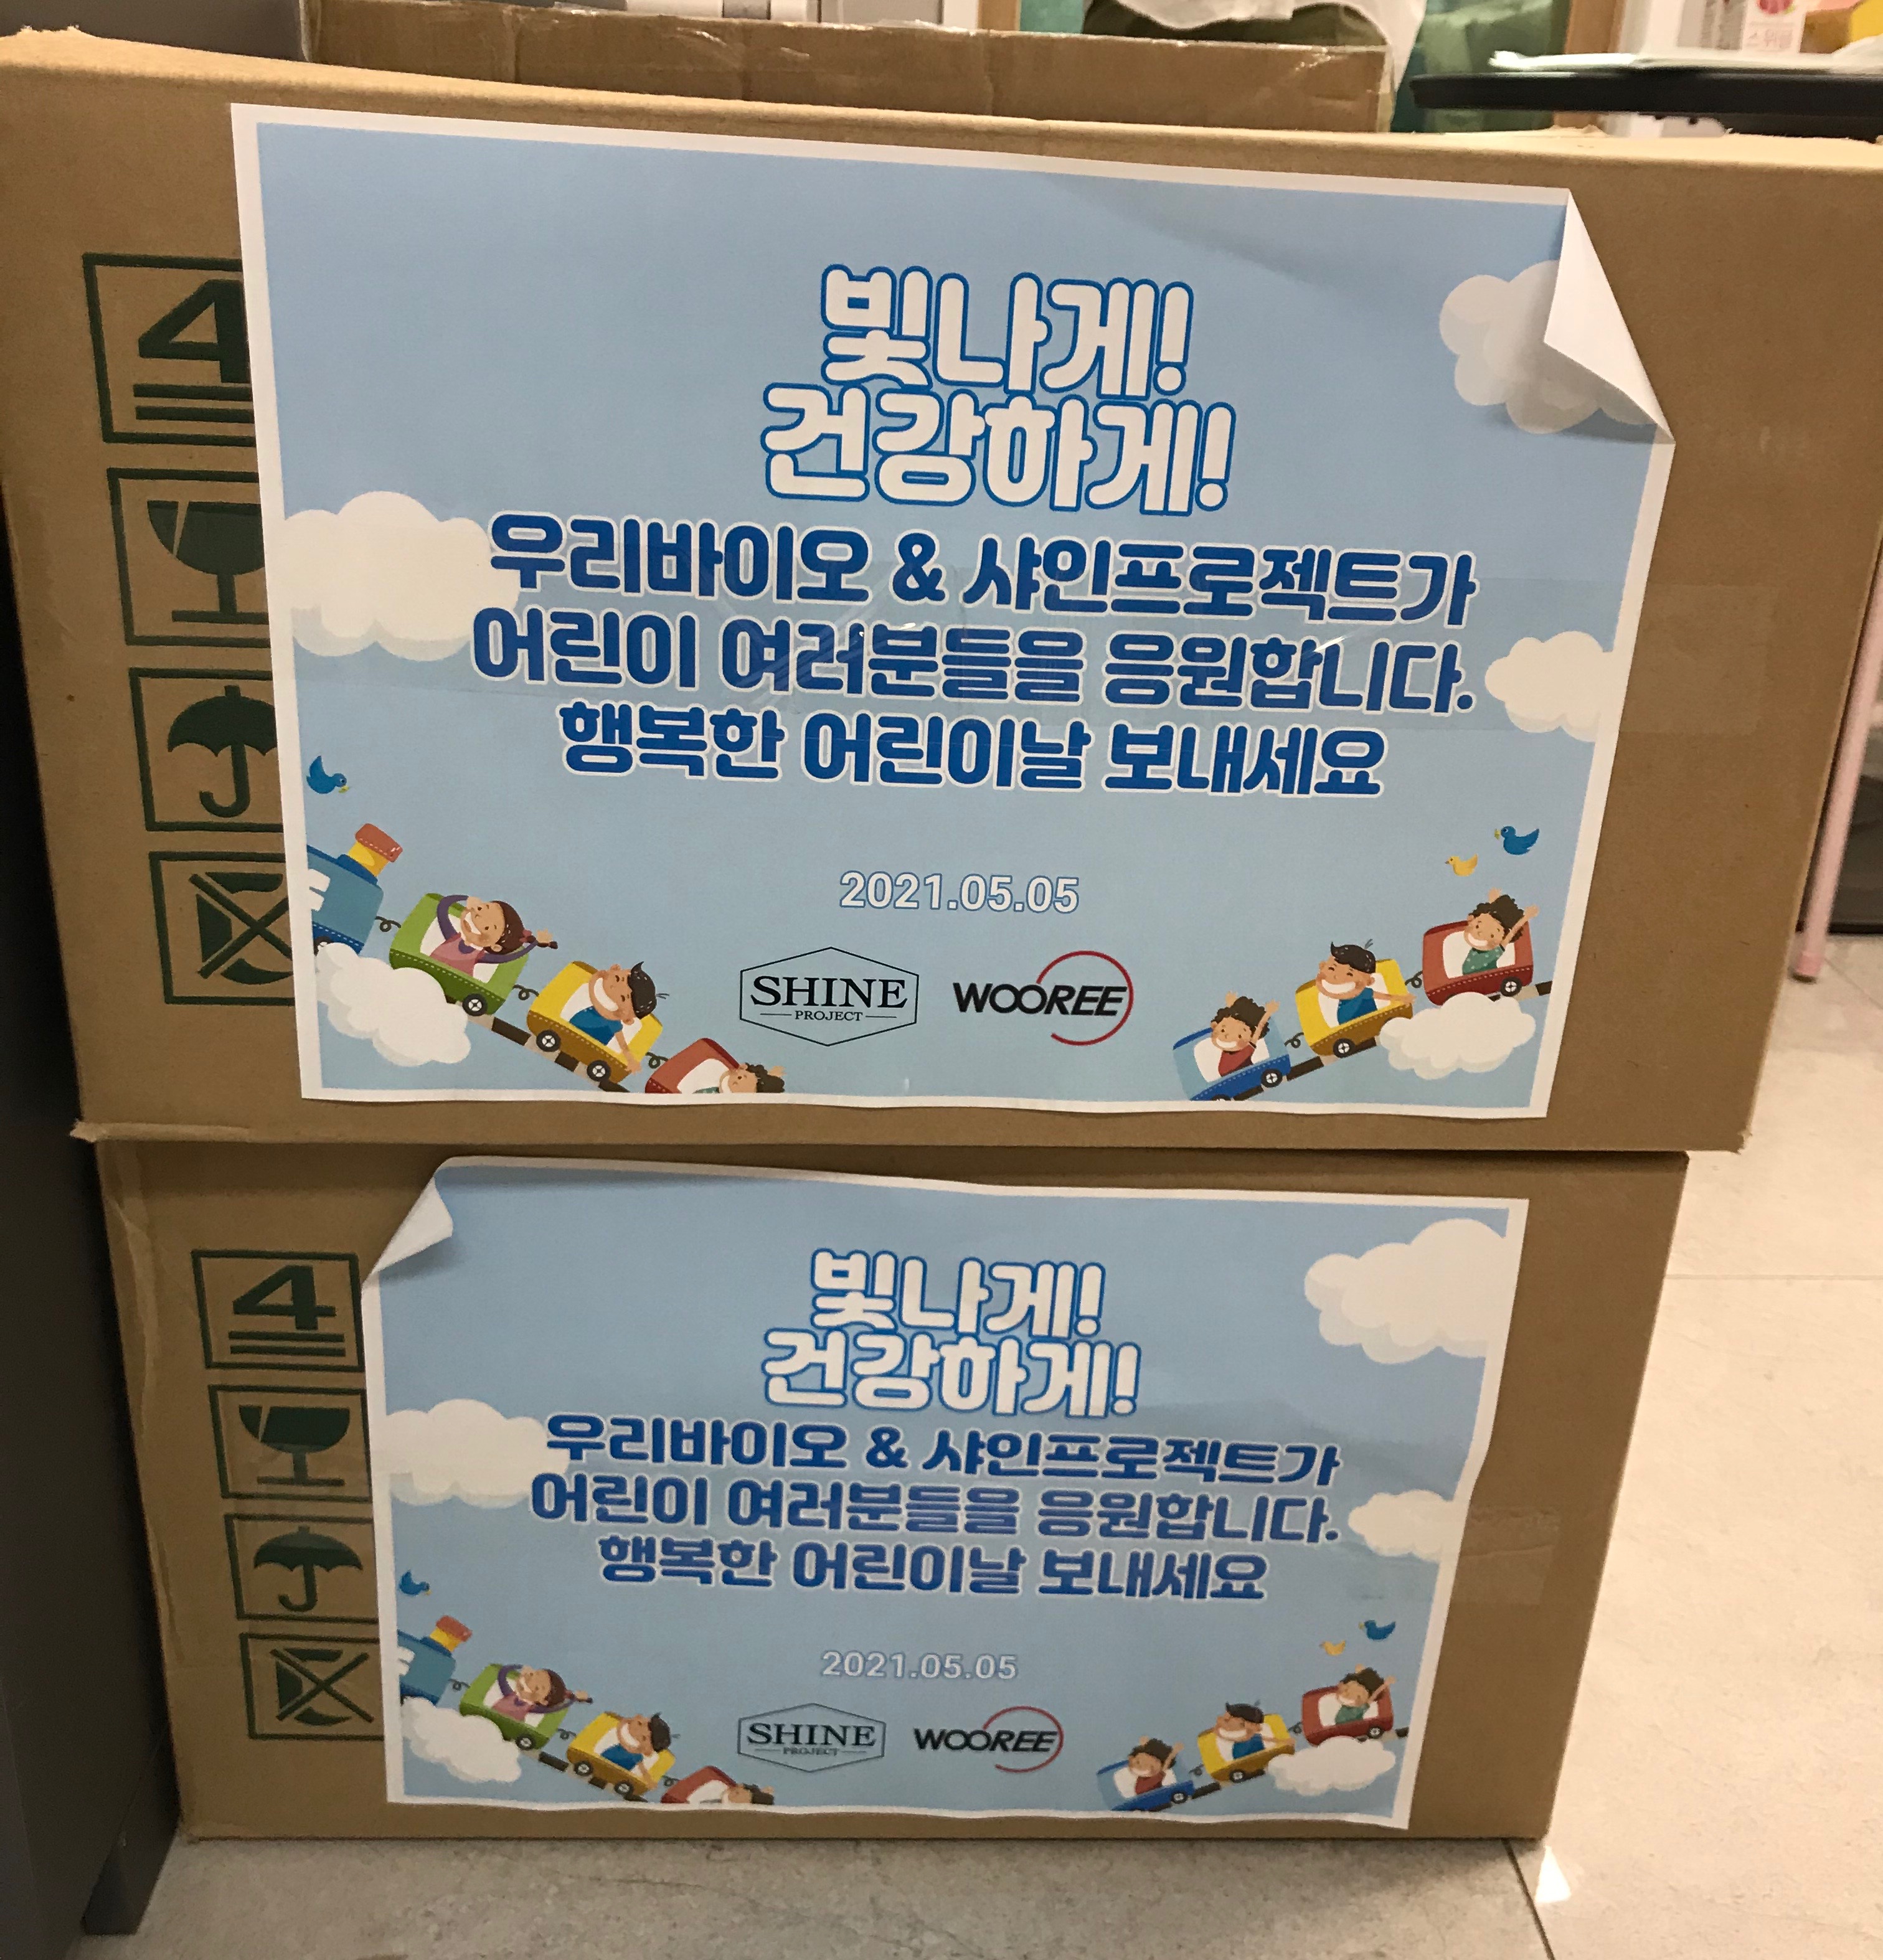 스위블
4
빛나게!
건강하게!
우리바이오 & 샤인프로젝트가
어린이 여러분들을 응원합니다.
행복한 어린이날 보내세요
2021.05.05
SHINE
PROJECT
WOOREE
4
빛나게!
건강하게!
우리바이오 & 샤인프로젝트가
어린이 여러분들을 응원합니다.
행복한 어린이날 보내세요
2021.05.05
SHINE
PROJECT
WOOREE